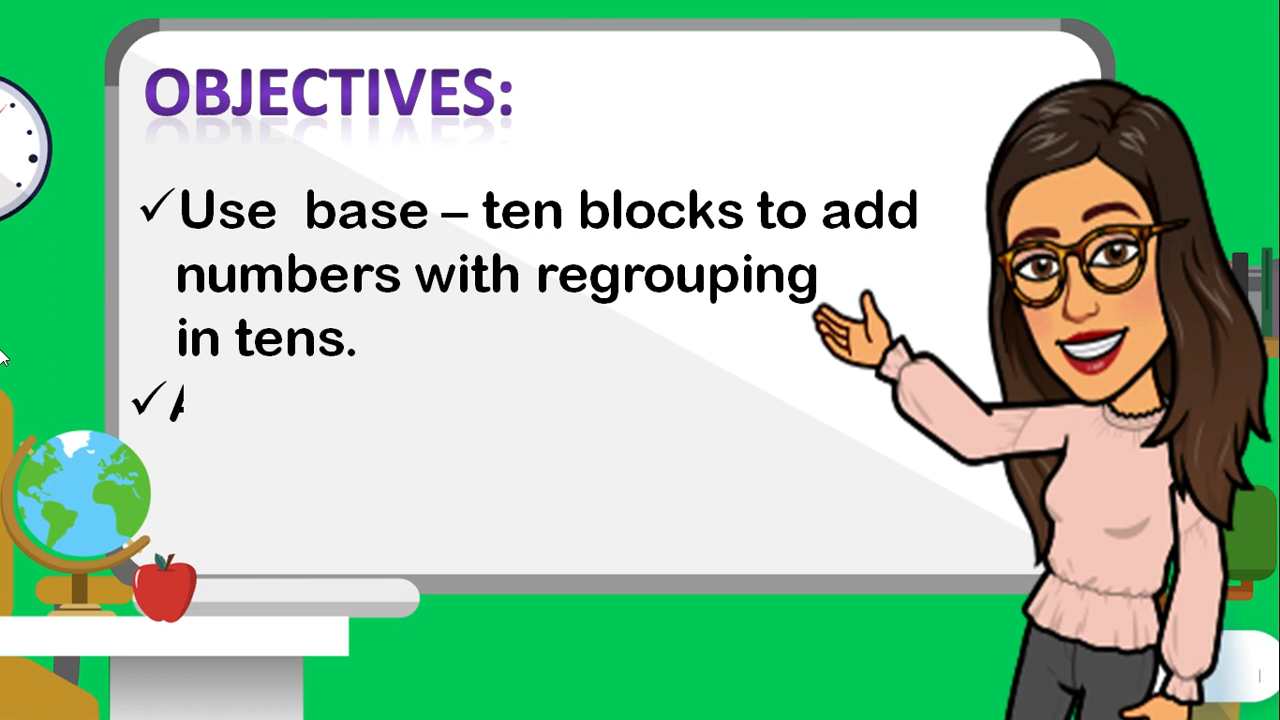 OBJECTIVES:
✓Use base – ten blocks to add
numbers with regrouping
in tens.
✓